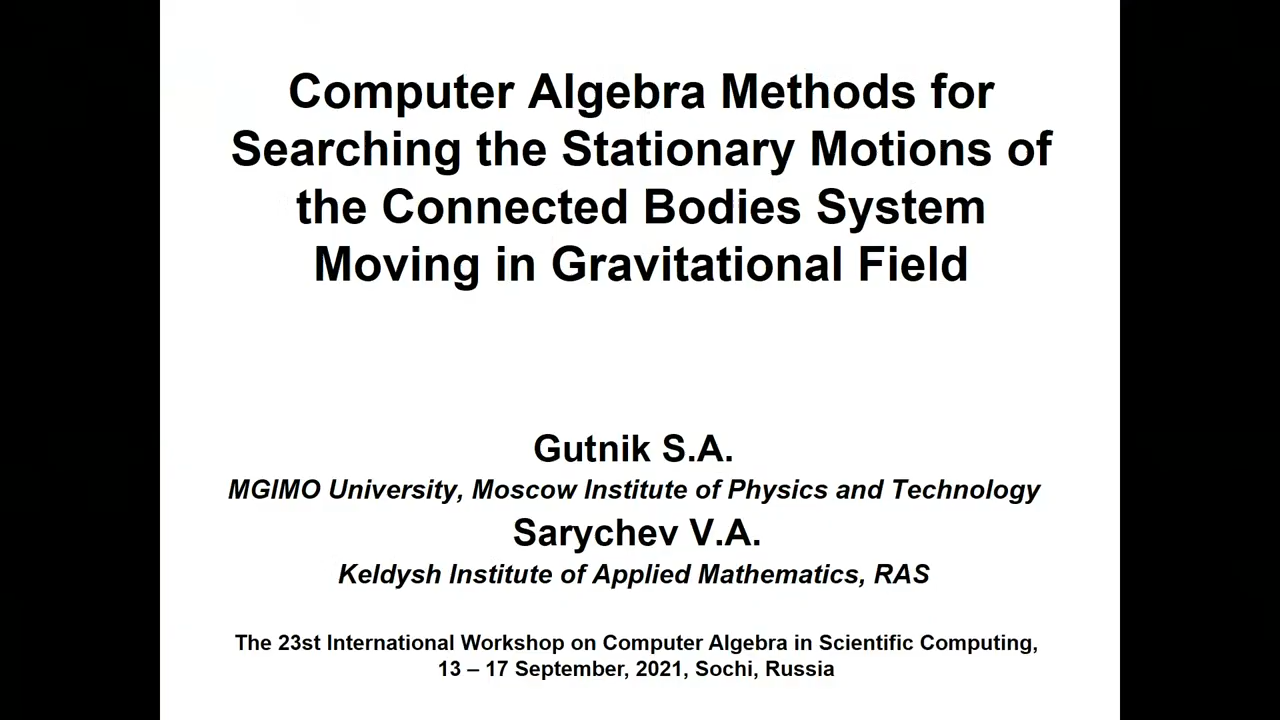 Computer Algebra Methods for
Searching the Stationary Motions of
the Connected Bodies System
Moving in Gravitational Field
Gutnik S.A.
MGIMO University, Moscow Institute of Physics and Technology
Sarychev V.A.
Keldysh Institute of Applied Mathematics, RAS
The 23st International Workshop on Computer Algebra in Scientific Computing,
13 – 17 September, 2021, Sochi, Russia